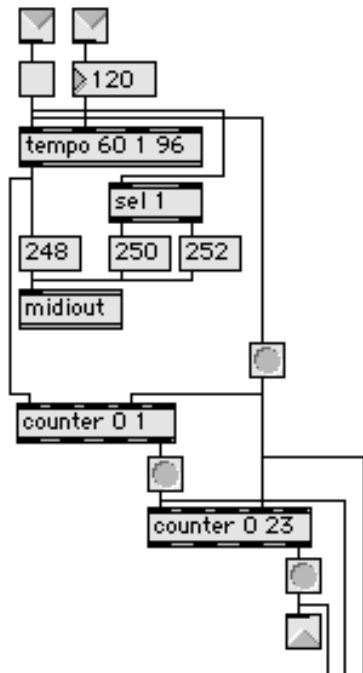 120
tempo 60 1 96
sel 1
248
250
252
midiout
counter 0 1
counter 0 23